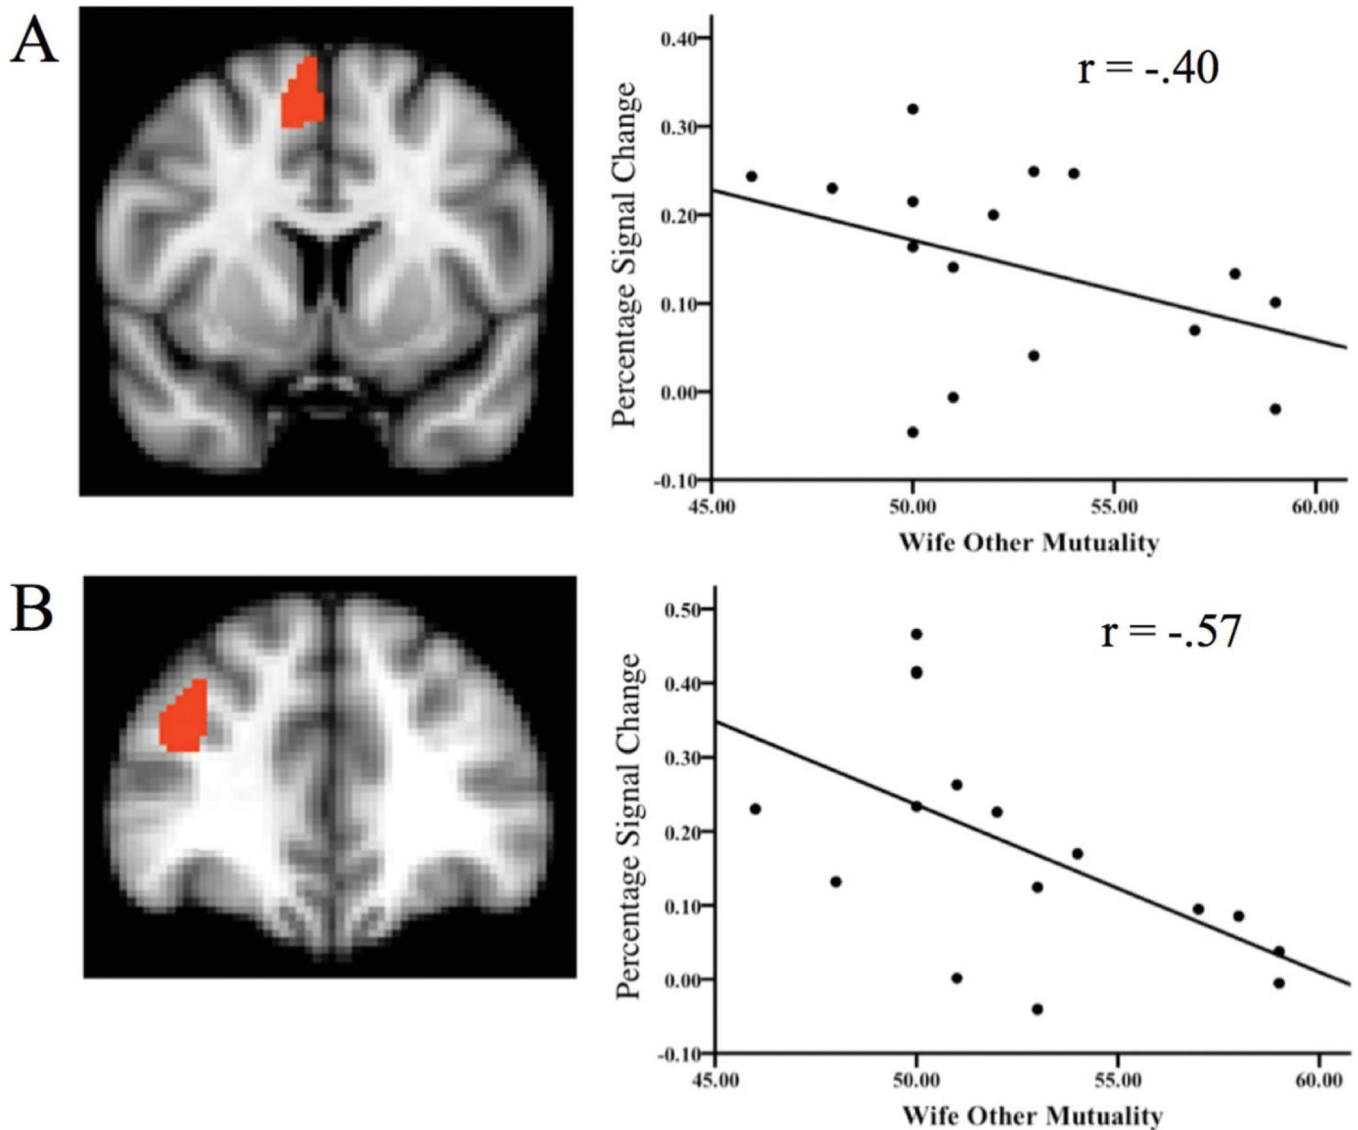 A
r = -.40
Percentage Signal Change
0.40
0.30
0.20
0.10
0.00
-0.10
45.00 50.00 55.00 60.00
Wife Other Mutuality
B
r = -.57
Percentage Signal Change
0.50
0.40
0.30
0.20
0.10
0.00
-0.10
45.00 50.00 55.00 60.00
Wife Other Mutuality